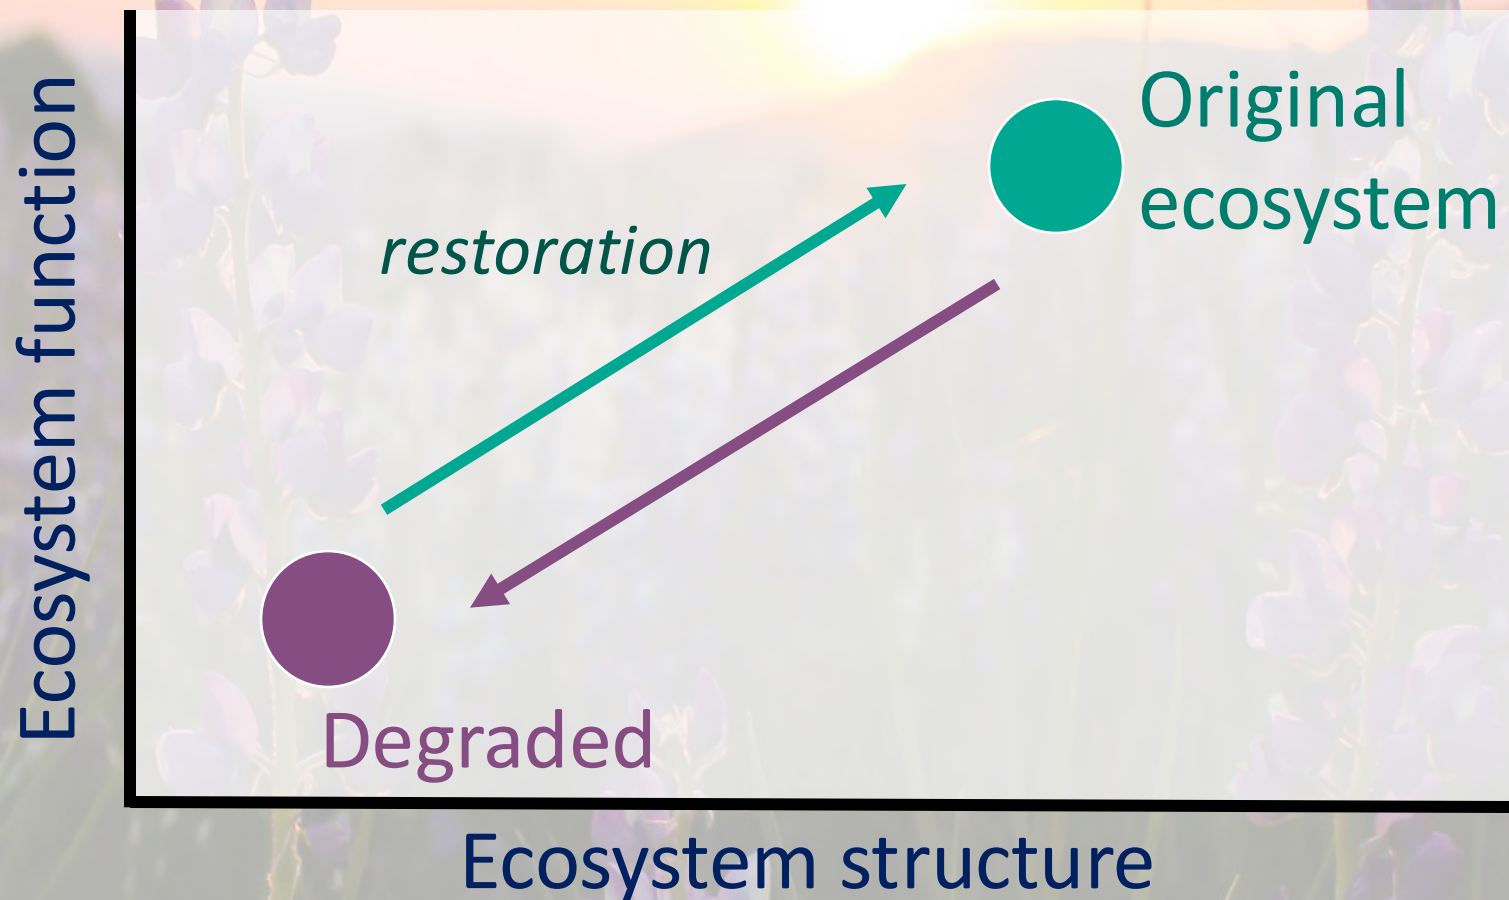 Ecosystem function
Original
ecosystem
restoration
Degraded
Ecosystem structure